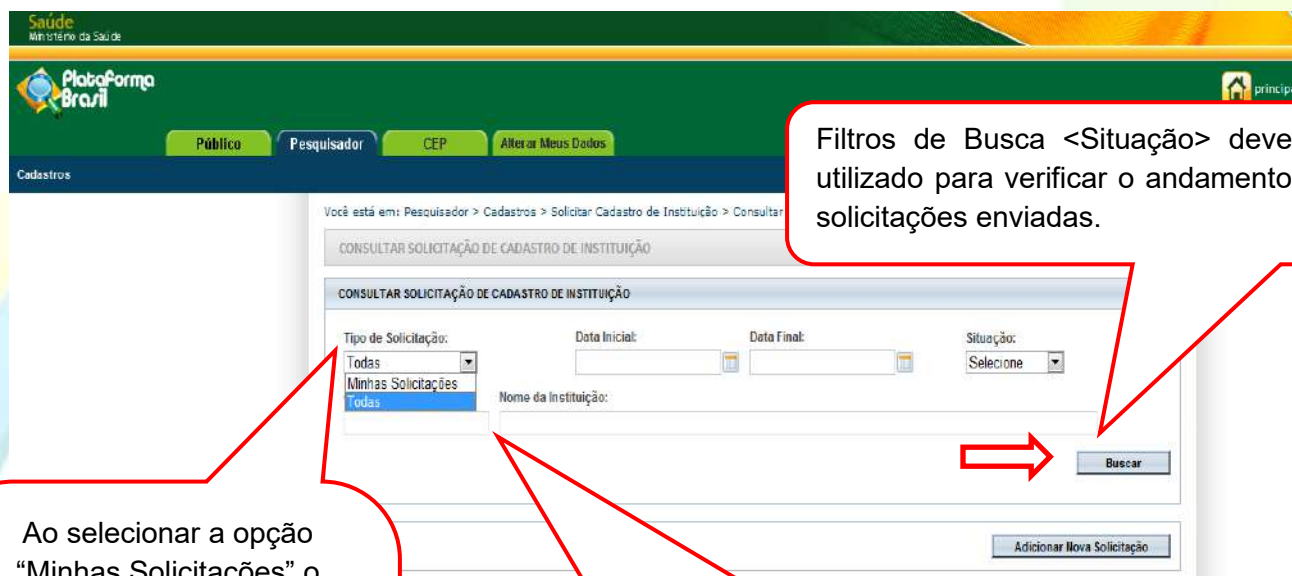 Saúde
Ministério da Saúde
Plataforma
Brasil
principa
Público Pesquisador CEP Alterar Meus Dados
Cadastros
Filtros de Busca <Situação> deve
utilizado para verificar o andamento
solicitações enviadas.
Você está em: Pesquisador > Cadastros > Solicitar Cadastro de Instituição > Consultar
CONSULTAR SOLICITAÇÃO DE CADASTRO DE INSTITUIÇÃO
CONSULTAR SOLICITAÇÃO DE CADASTRO DE INSTITUIÇÃO
Tipo de Solicitação: Data Inicial: Data Final: Situação:
Todas Selecione
Minhas Solicitações
Todas Nome da Instituição:
Buscar
Adicionar Nova Solicitação
Ao selecionar a opção
“Minhas Solicitações” o